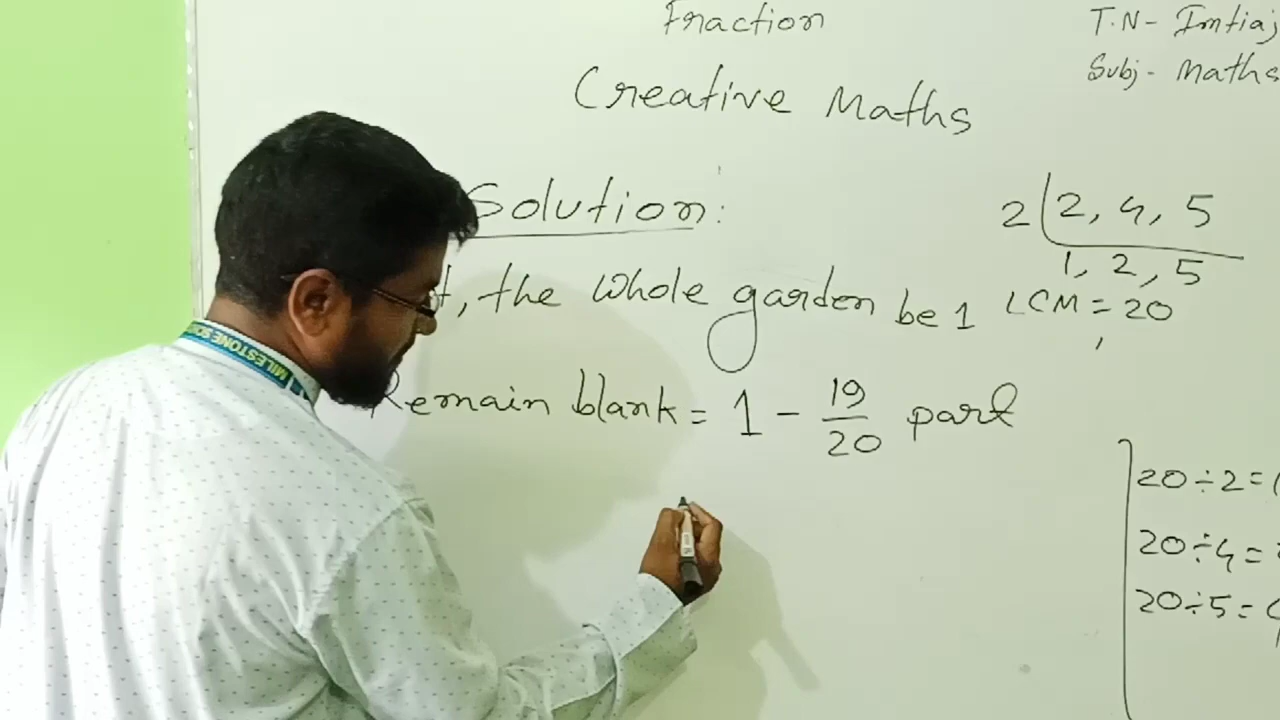 Fraction
T.N- Imtiaj
Subj- Maths
Creative Maths
Solution:
the whole garden be 1
2 2, 4, 5
1, 2, 5
LCM = 20
Remain blank = 1 - 19/20 part
20÷2=
20÷4=
20÷5=
MILESTONE